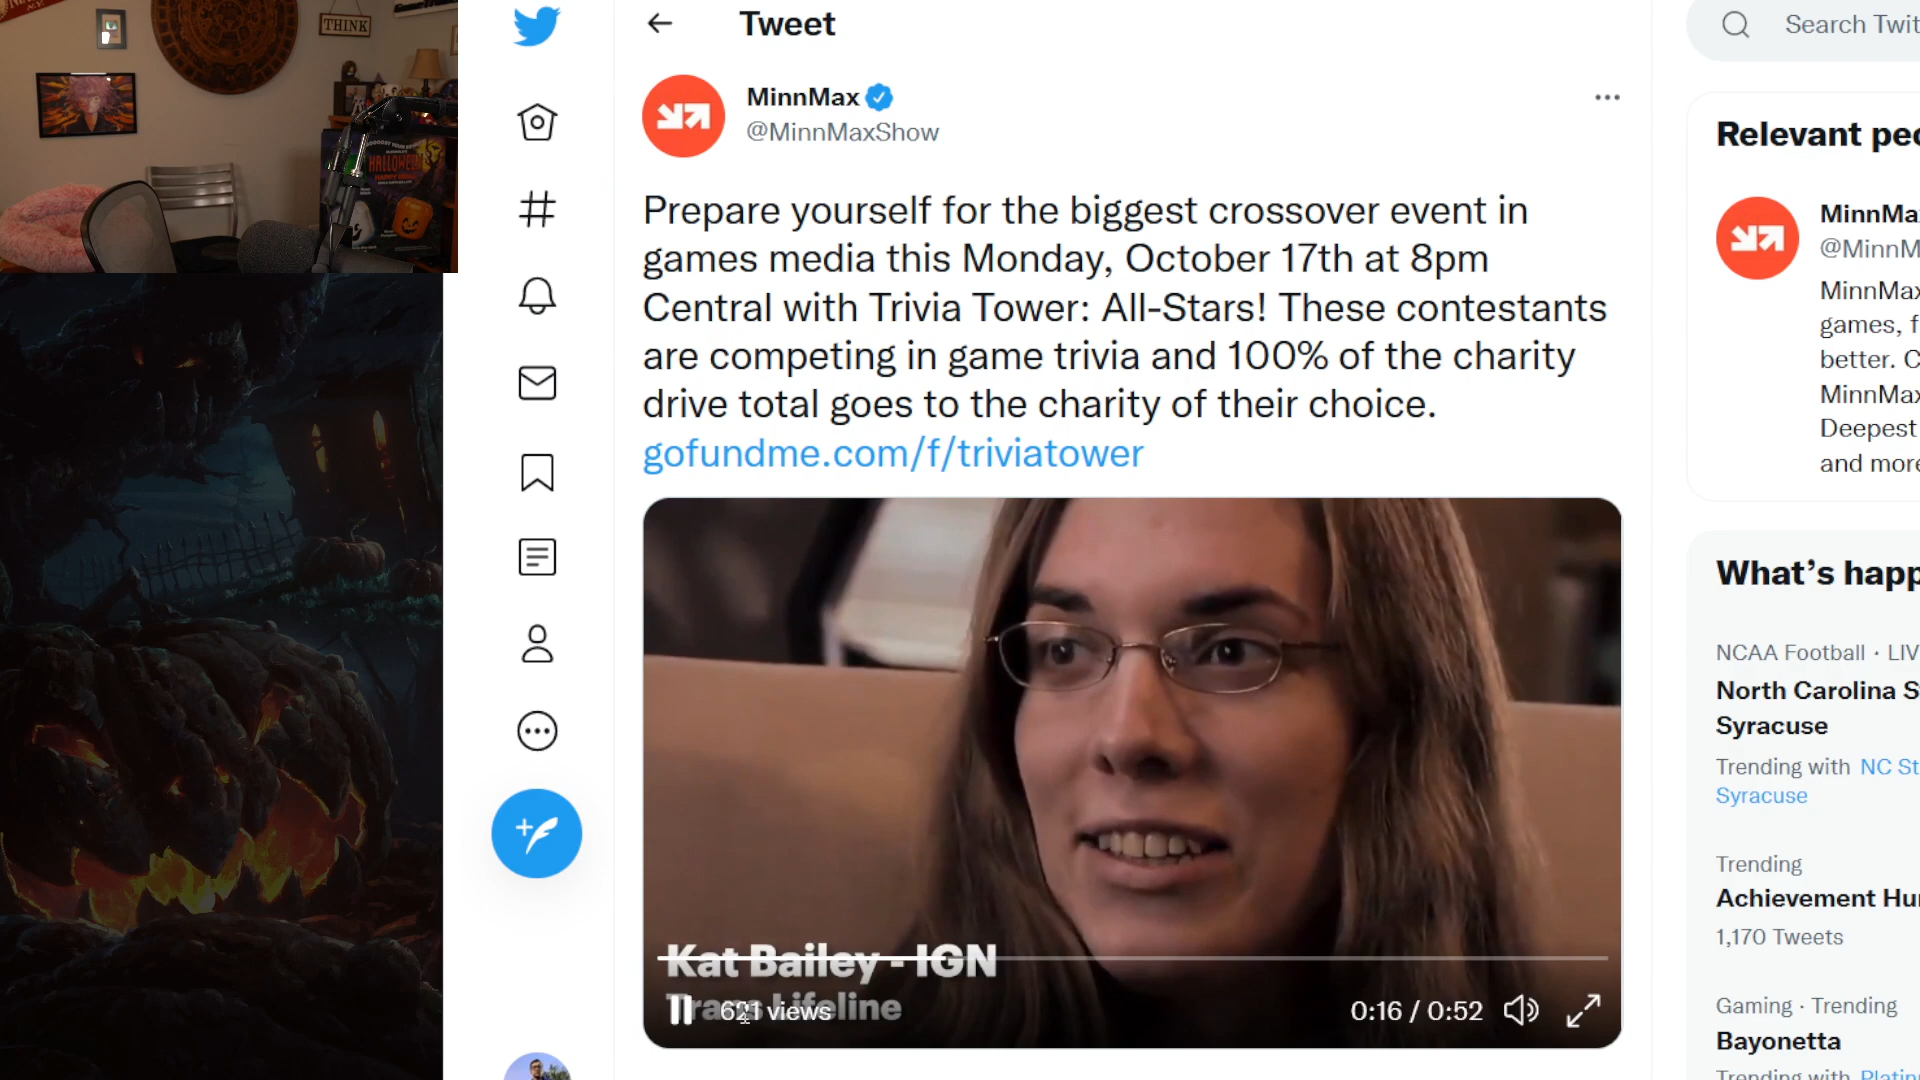 THINK
HALLOWEEN
Tweet
Search Twit
MinnMax
@MinnMaxShow
Prepare yourself for the biggest crossover event in
games media this Monday, October 17th at 8pm
Central with Trivia Tower: All-Stars! These contestants
are competing in game trivia and 100% of the charity
drive total goes to the charity of their choice.
gofundme.com/f/triviatower
Kat Bailey - IGN
Trans Lifeline
621 views
0:16 / 0:52
Relevant peo
MinnMa
@MinnM
MinnMax
games, f
better. C
MinnMax
Deepest
and more
What's happ
NCAA Football · LIV
North Carolina S
Syracuse
Trending with NC St
Syracuse
Trending
Achievement Hu
1,170 Tweets
Gaming · Trending
Bayonetta
Trending with Platin